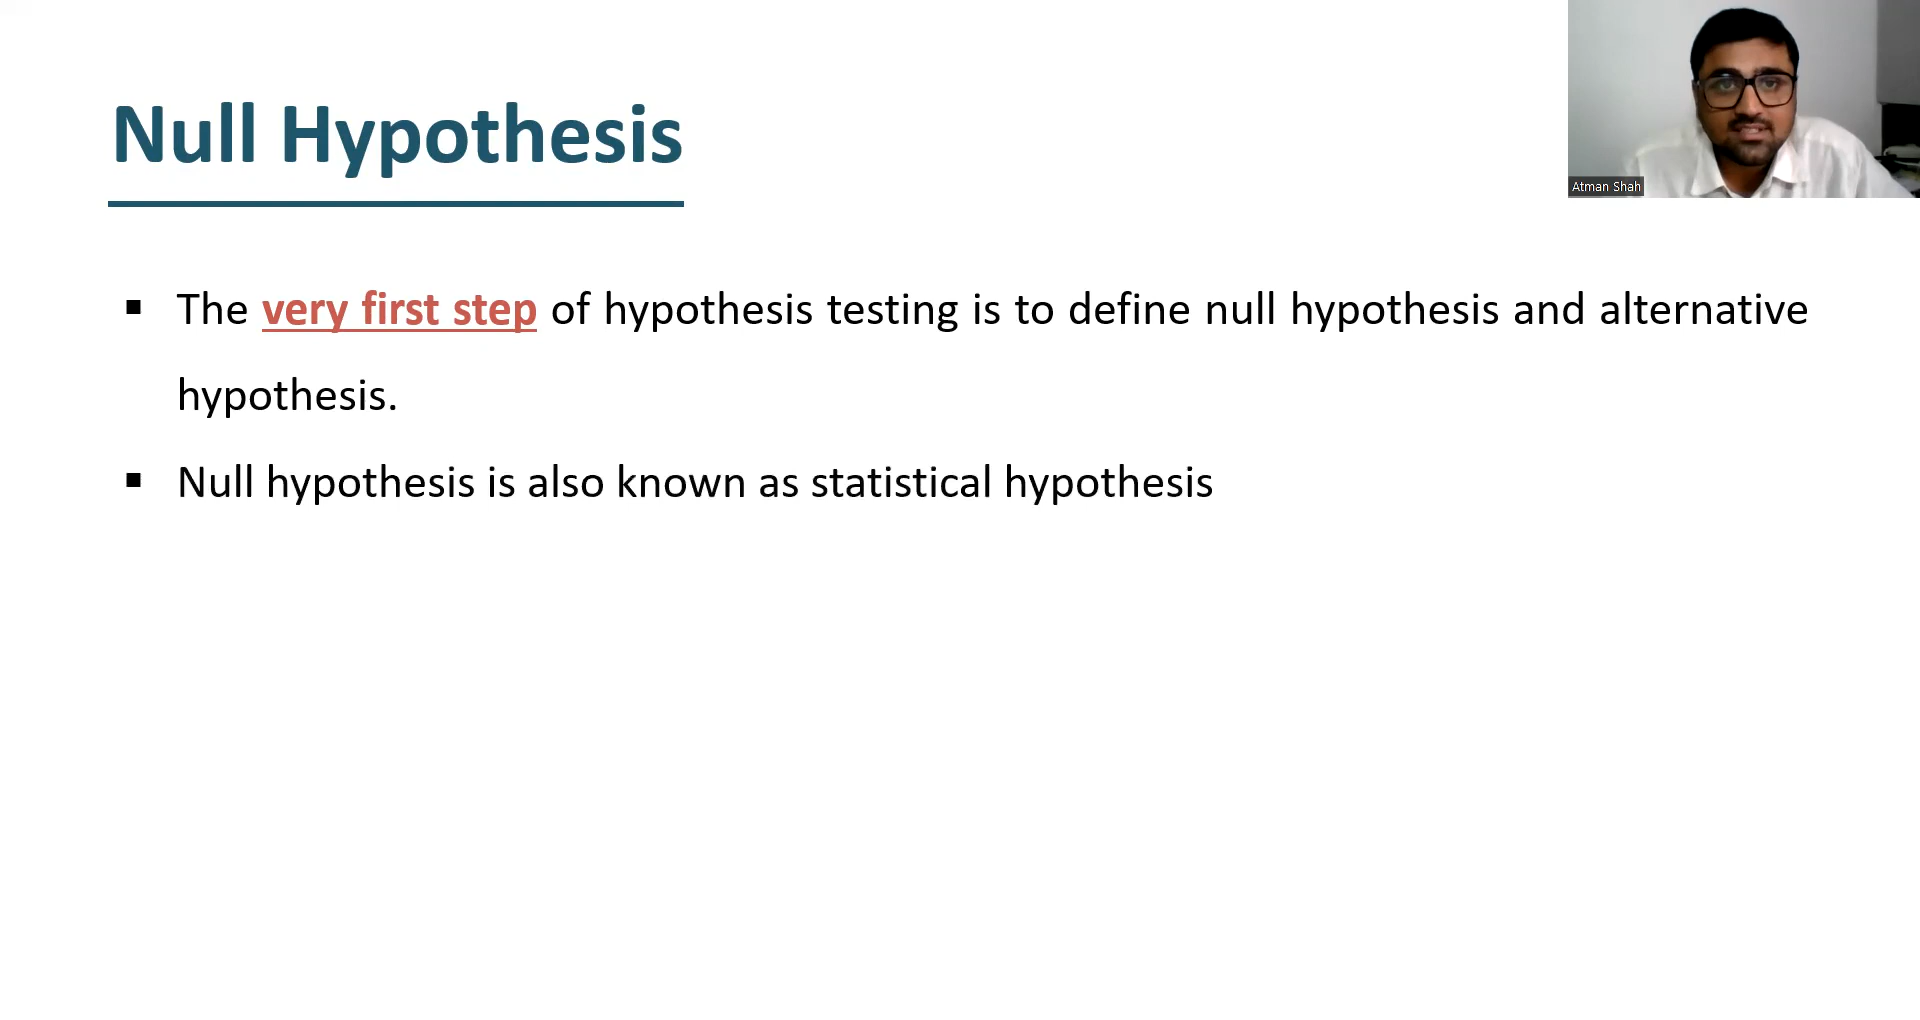 Null Hypothesis
Atman Shah
▪ The very first step of hypothesis testing is to define null hypothesis and alternative
hypothesis.
▪ Null hypothesis is also known as statistical hypothesis